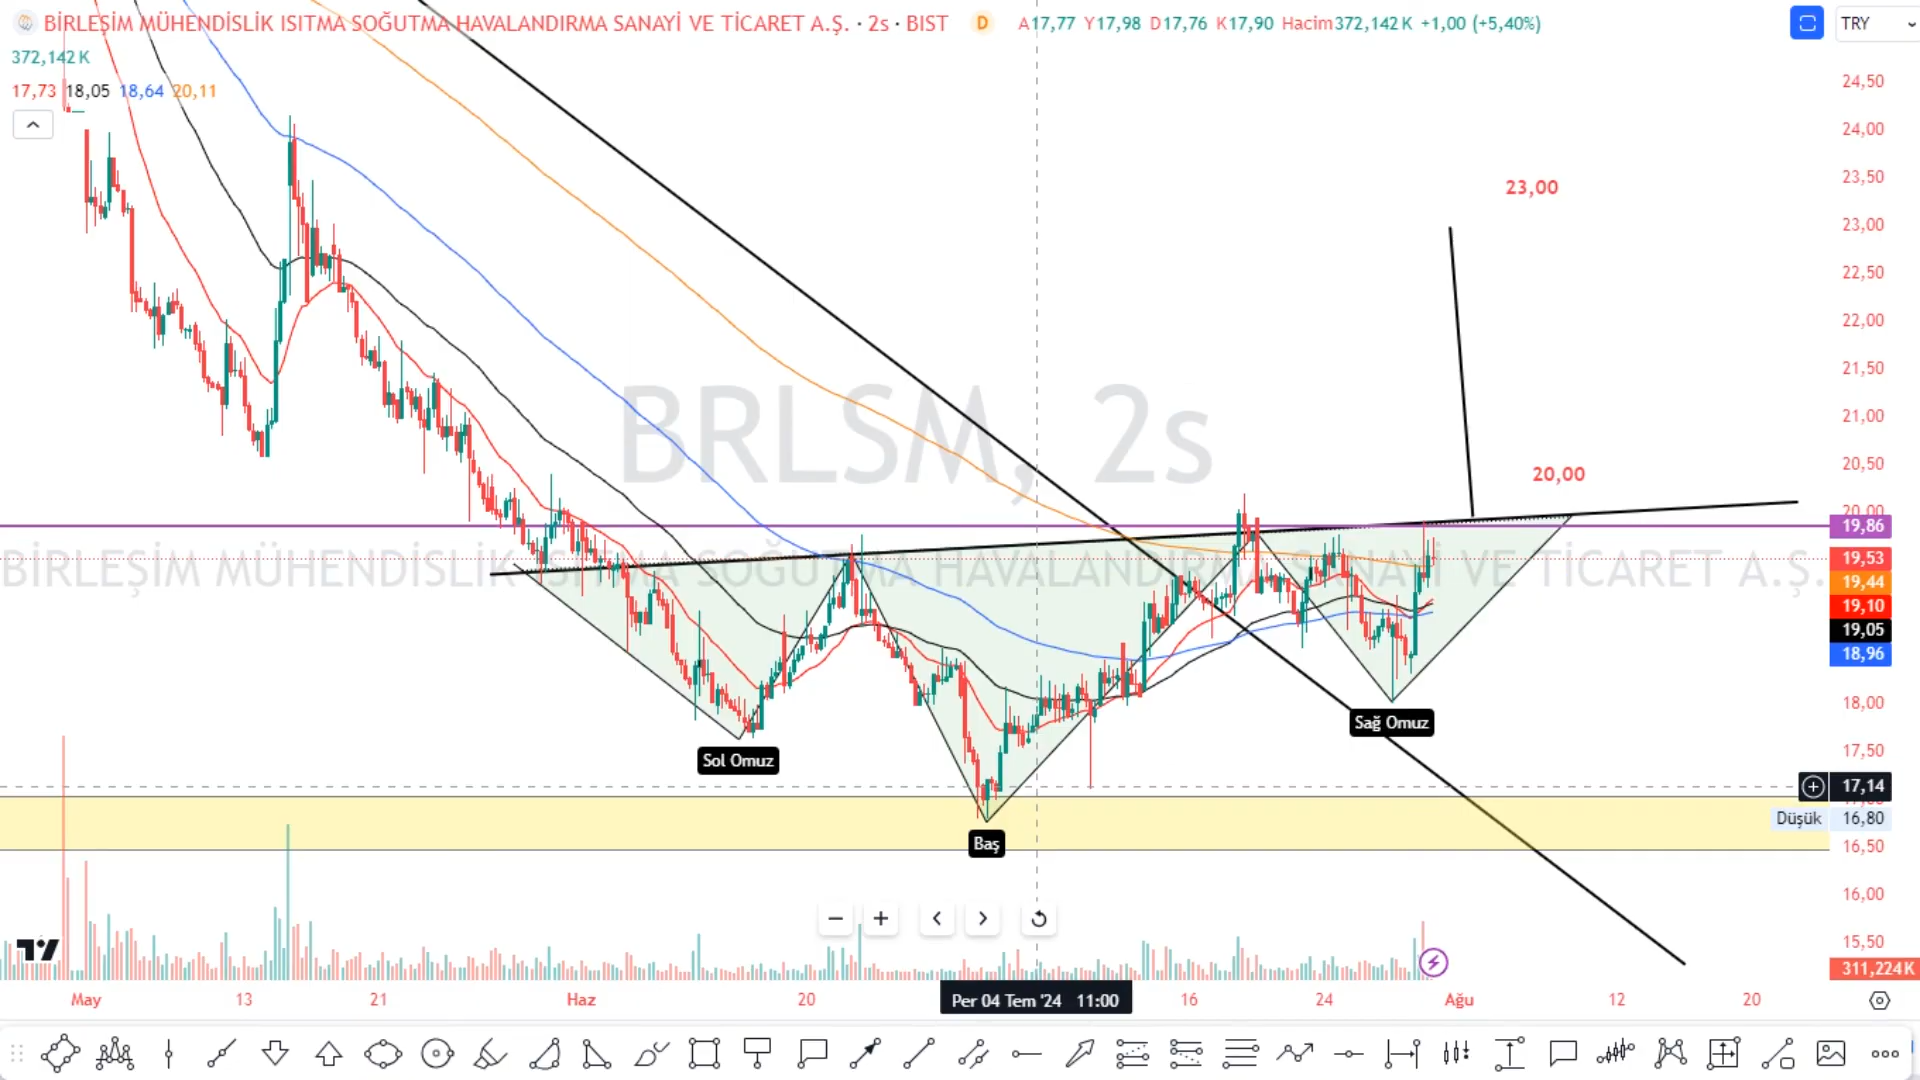 BİRLEŞİM MÜHENDİSLİK ISITMA SOĞUTMA HAVALANDIRMA SANAYİ VE TİCARET A.Ş. · 2s · BIST D A17,77 Y17,98 D17,76 K17,90 Hacim372,142K +1,00 (+5,40%)
TRY
372,142K
17,73 18,05 18,64 20,11
24,50
24,00
23,50
23,00
23,00
22,50
22,00
21,50
21,00
BRLSM, 2s
20,50
20,00
20,00
19,86
BİRLEŞİM MÜHENDİSLİK ISITMA SOĞUTMA HAVALANDIRMA SANAYİ VE TİCARET A.Ş.
19,53
19,44
19,10
19,05
18,96
18,00
Sağ Omuz
17,50
Sol Omuz
17,14
Düşük 16,80
Baş
16,50
16,00
15,50
311,224K
May 13 21 Haz 20 Per 04 Tem '24 11:00 16 24 Ağu 12 20